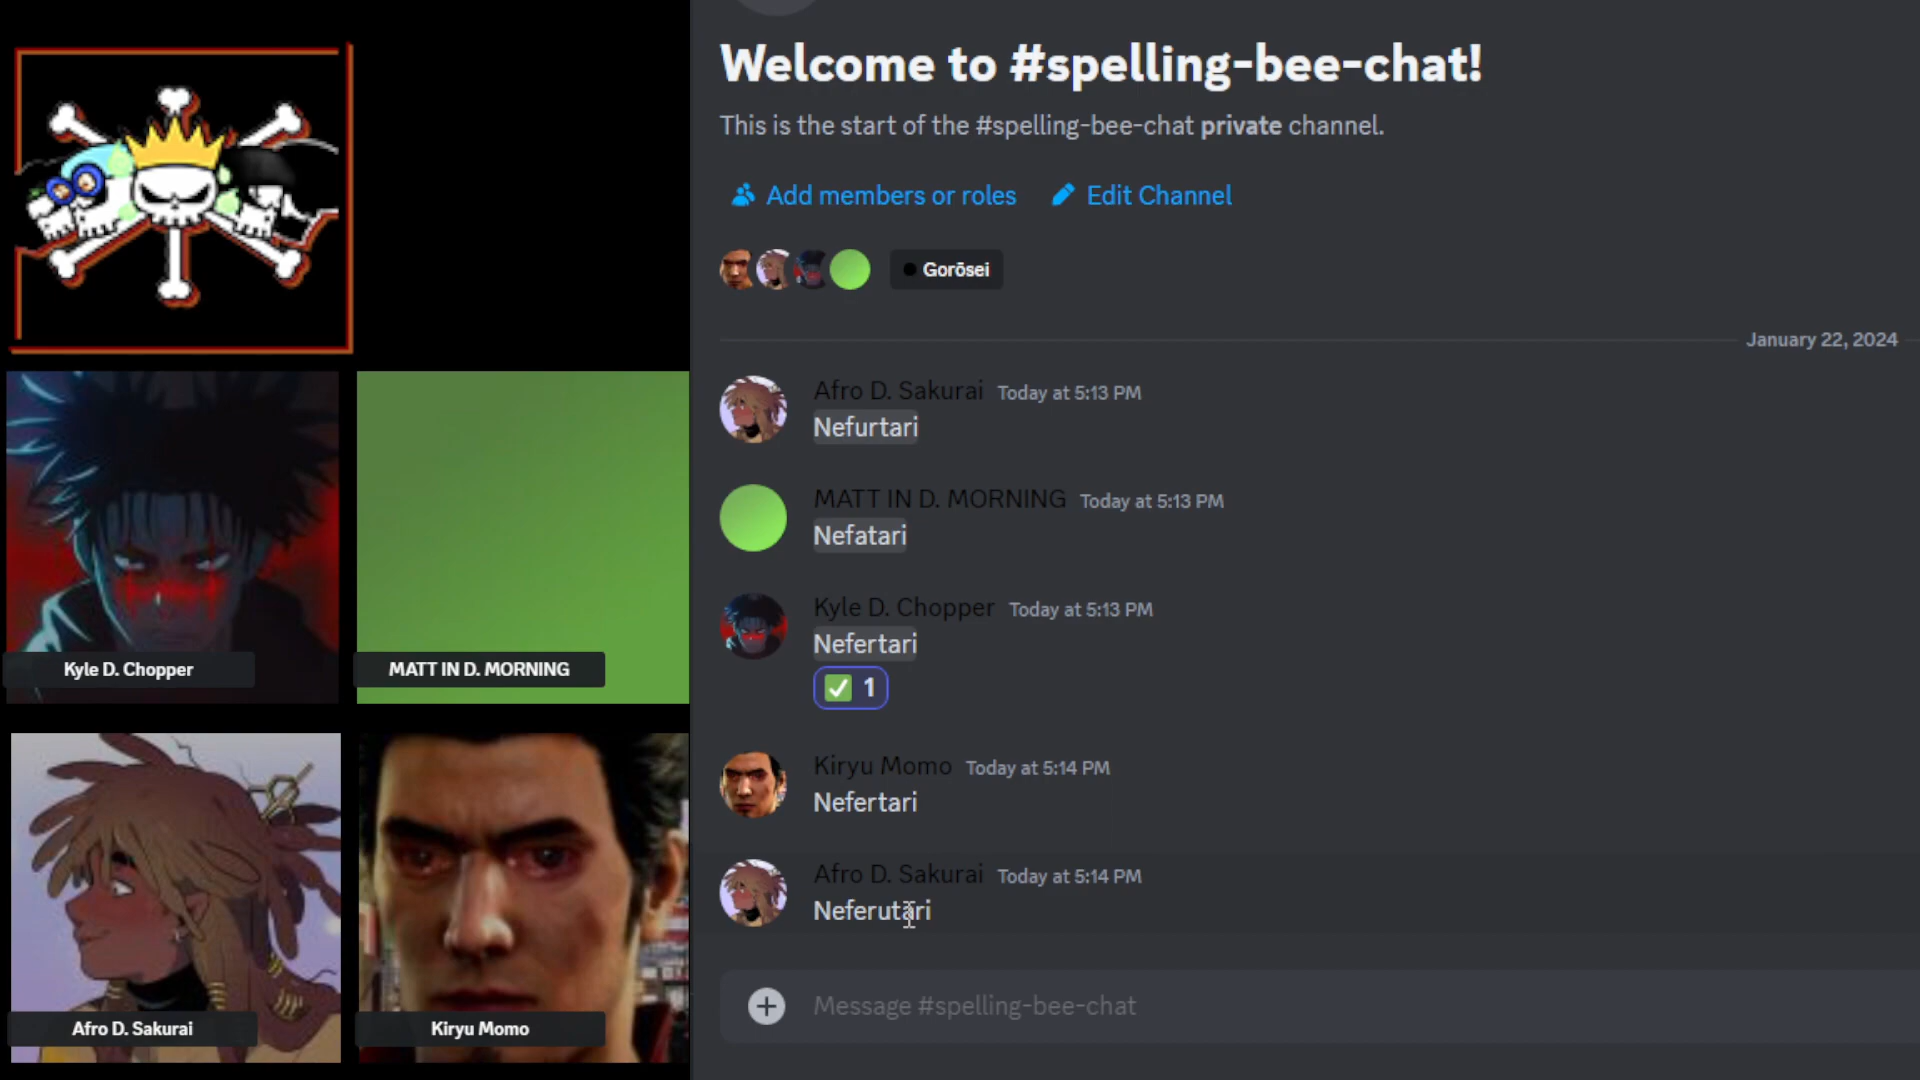 Welcome to #spelling-bee-chat!
This is the start of the #spelling-bee-chat private channel.
Add members or roles
Edit Channel
Gorōsei
January 22, 2024
Afro D. Sakurai Today at 5:13 PM
Nefurtari
MATT IN D. MORNING Today at 5:13 PM
Nefatari
Kyle D. Chopper Today at 5:13 PM
Nefertari
1
Kiryu Momo Today at 5:14 PM
Nefertari
Afro D. Sakurai Today at 5:14 PM
Neferutari
Message #spelling-bee-chat
Kyle D. Chopper
MATT IN D. MORNING
Afro D. Sakurai
Kiryu Momo